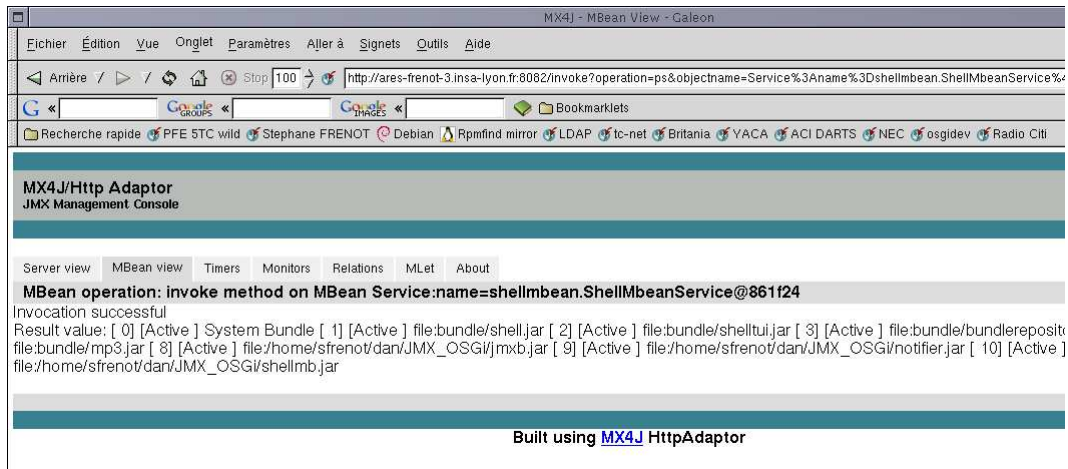 MX4J - MBean View - Galeon
Fichier Édition Vue Onglet Paramètres Aller à Signets Outils Aide
Arrière Stop 100 http://ares-frenot-3.insa-lyon.fr:8082/invoke?operation=ps&objectname=Service%3Aname%3Dshellmbean.ShellMbeanService%4
G « Google GROUPS « Google IMAGES « Bookmarklets
Recherche rapide PFE 5TC wild Stephane FRENOT Debian Rpmfind mirror LDAP tc-net Britania YACA ACI DARTS NEC osgidev Radio Citi
MX4J/Http Adaptor
JMX Management Console
Server view MBean view Timers Monitors Relations MLet About
MBean operation: invoke method on MBean Service:name=shellmbean.ShellMbeanService@861f24
Invocation successful
Result value: [ 0] [Active ] System Bundle [ 1] [Active ] file:bundle/shell.jar [ 2] [Active ] file:bundle/shelltui.jar [ 3] [Active ] file:bundle/bundlereposito
file:bundle/mp3.jar [ 8] [Active ] file:/home/sfrenot/dan/JMX_OSGi/jmxb.jar [ 9] [Active ] file:/home/sfrenot/dan/JMX_OSGi/notifier.jar [ 10] [Active ]
file:/home/sfrenot/dan/JMX_OSGi/shellmb.jar
Built using MX4J HttpAdaptor